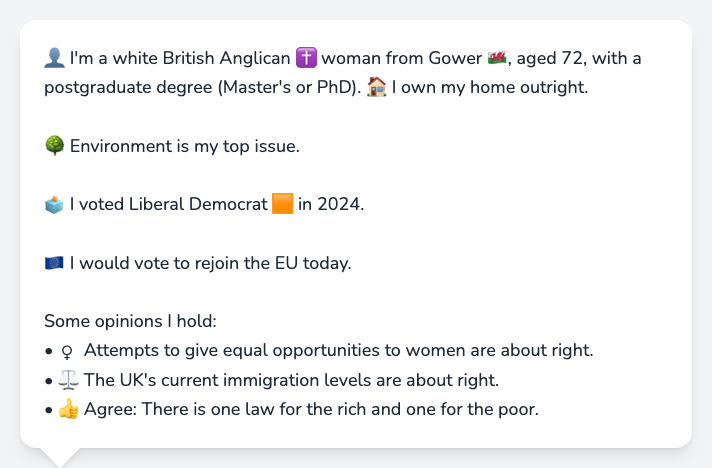 👤 I'm a white British Anglican ✝️ woman from Gower 🏴󠁧󠁢󠁷󠁬󠁳󠁿, aged 72, with a
postgraduate degree (Master's or PhD). 🏠 I own my home outright.
🌳 Environment is my top issue.
🗳️ I voted Liberal Democrat 🟧 in 2024.
🇪🇺 I would vote to rejoin the EU today.
Some opinions I hold:
• ♀ Attempts to give equal opportunities to women are about right.
• ⚖️ The UK's current immigration levels are about right.
• 👍 Agree: There is one law for the rich and one for the poor.